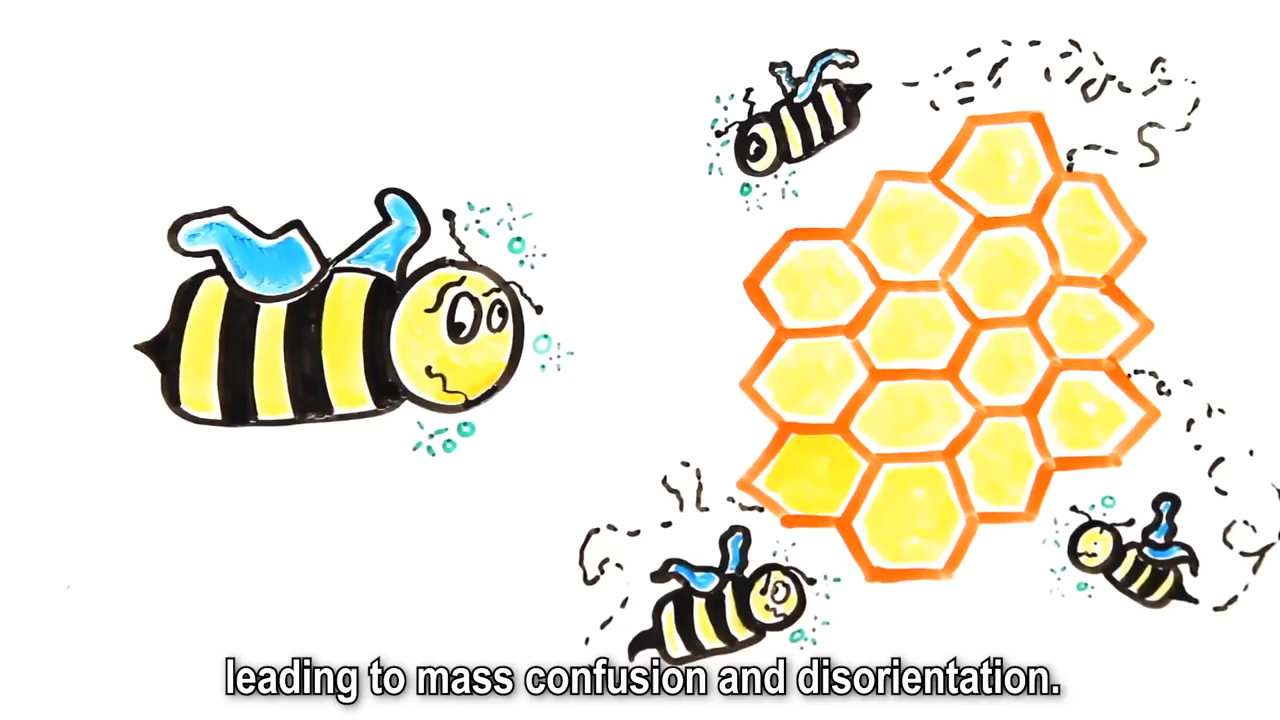 leading to mass confusion and disorientation.